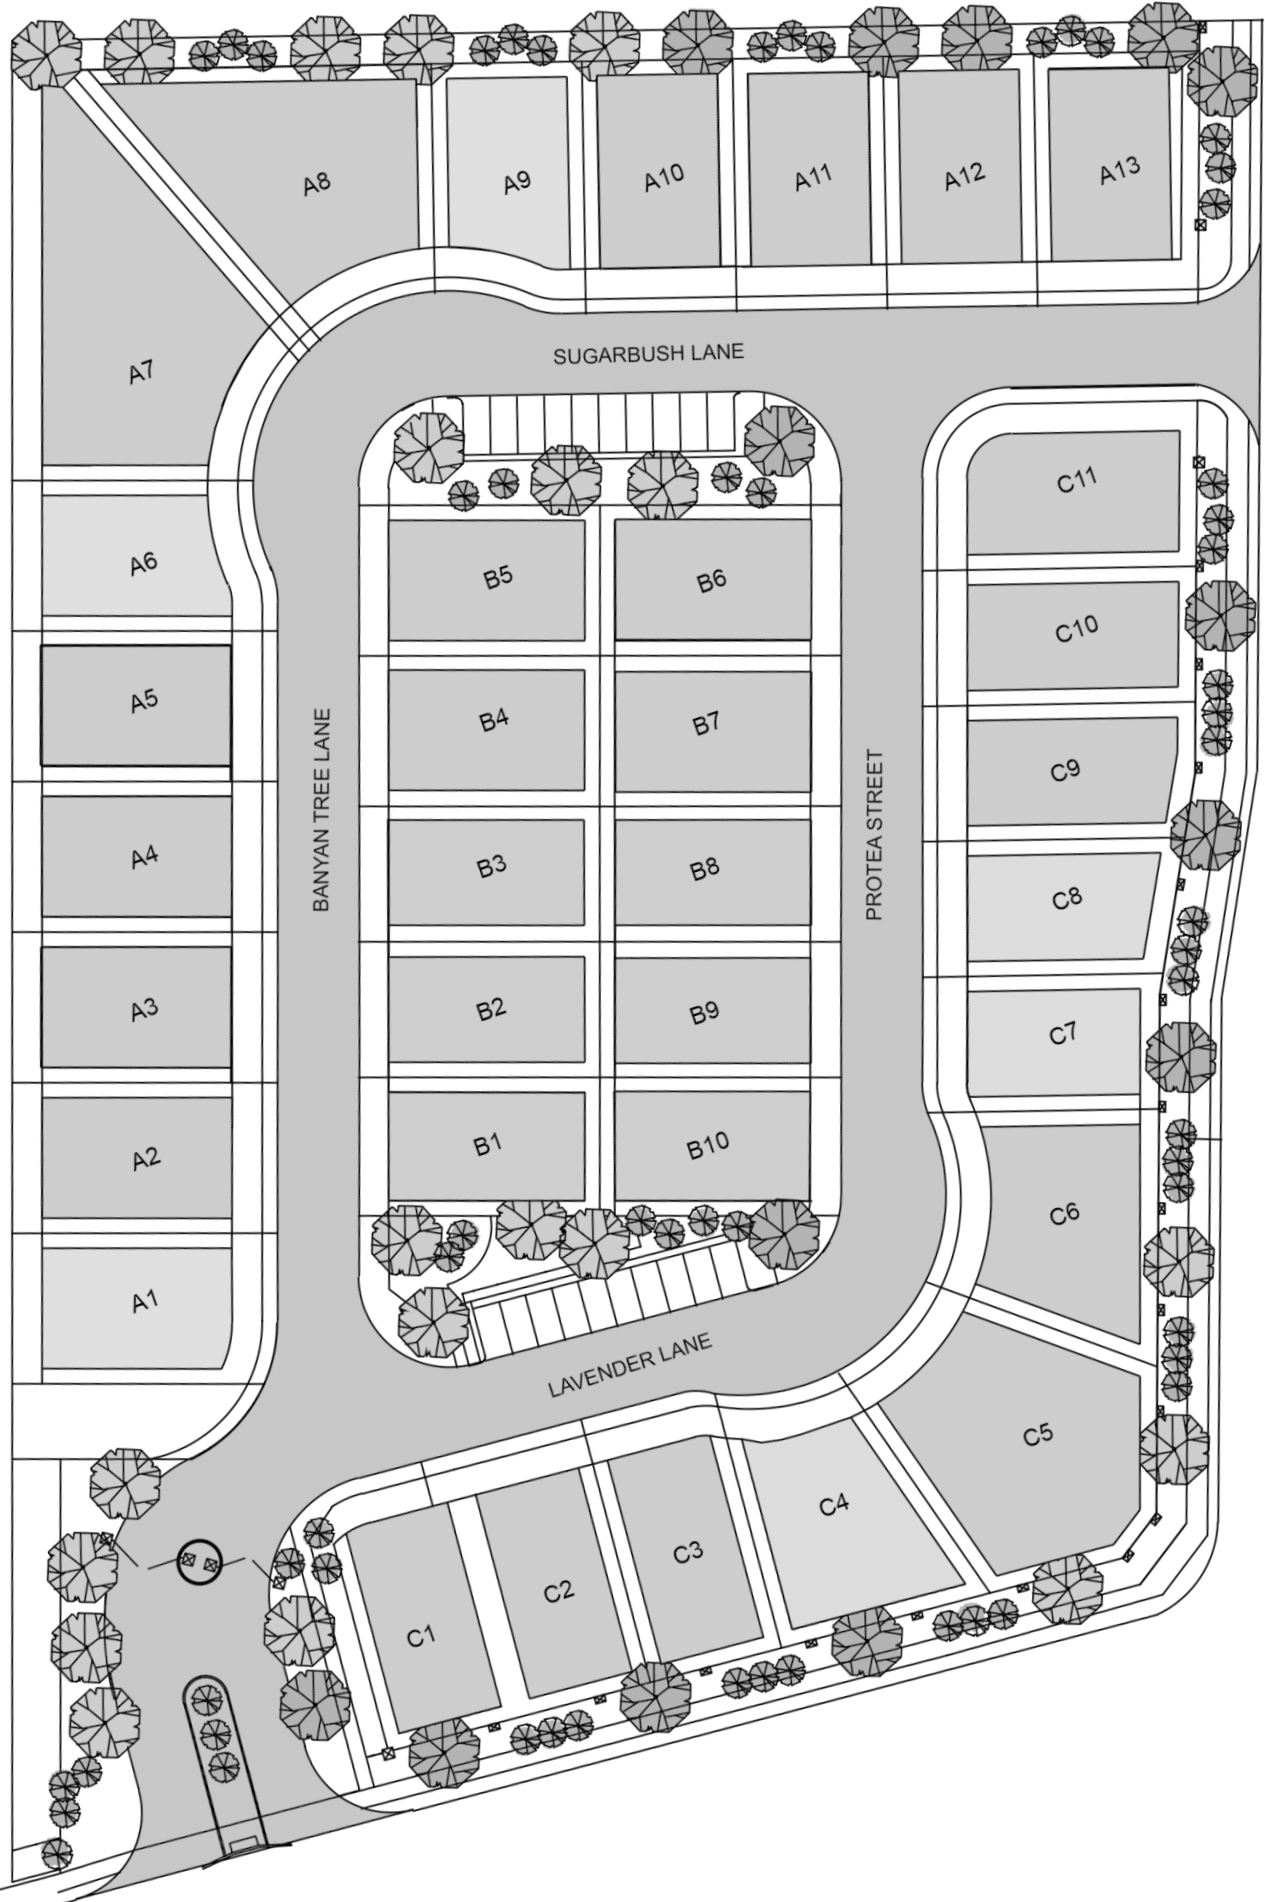 A8
A9
A10
A11
A12
A13
SUGARBUSH LANE
A7
C11
A6
B5
B6
C10
A5
B4
B7
C9
BANYAN TREE LANE
PROTEA STREET
A4
B3
B8
C8
A3
B2
B9
C7
A2
B1
B10
C6
A1
LAVENDER LANE
C5
C4
C3
C2
C1